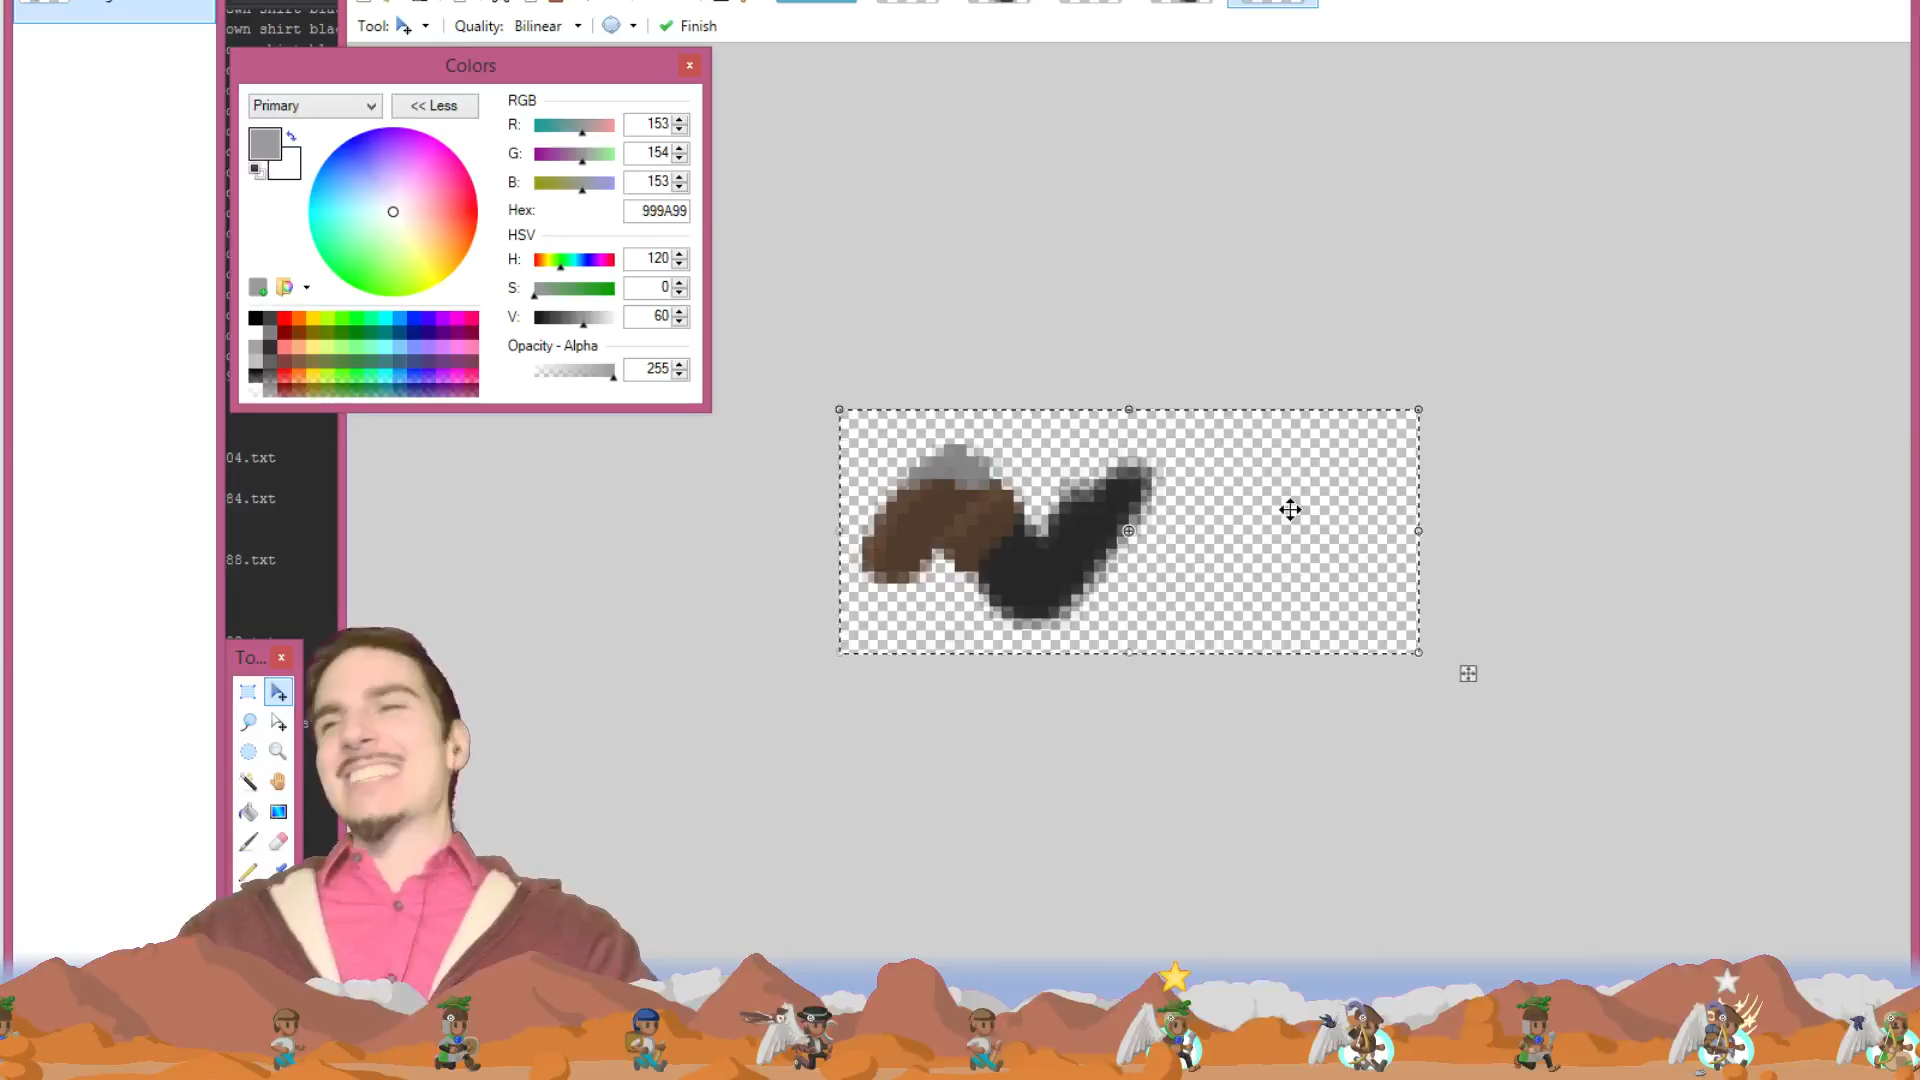 own shirt bla
Tool:
Quality: Bilinear
Finish
Colors
Primary
<< Less
RGB
R: 153
G: 154
B: 153
Hex: 999A99
HSV
H: 120
S: 0
V: 60
Opacity - Alpha
255
04.txt
84.txt
88.txt
To...